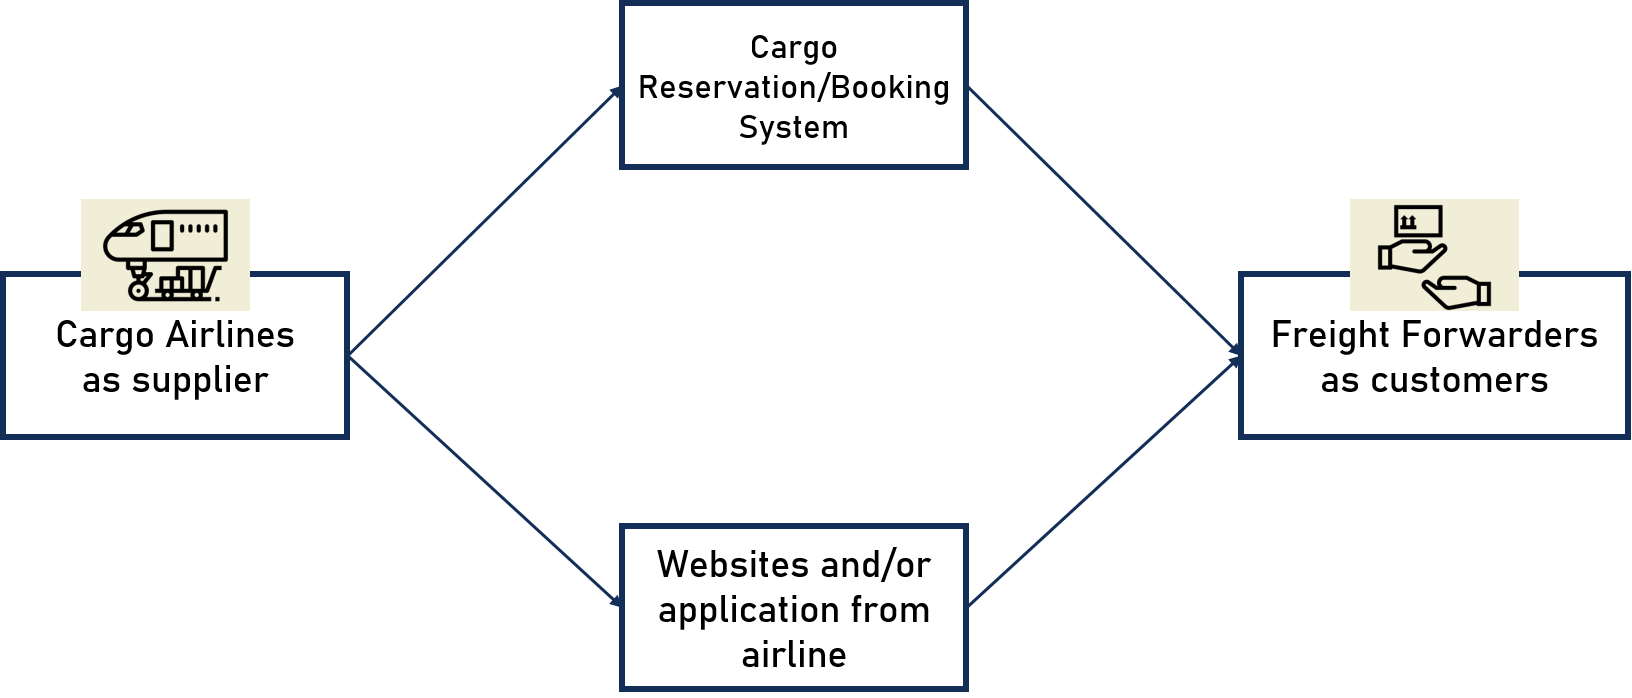 Cargo
Reservation/Booking
System
Cargo Airlines
as supplier
Freight Forwarders
as customers
Websites and/or
application from
airline